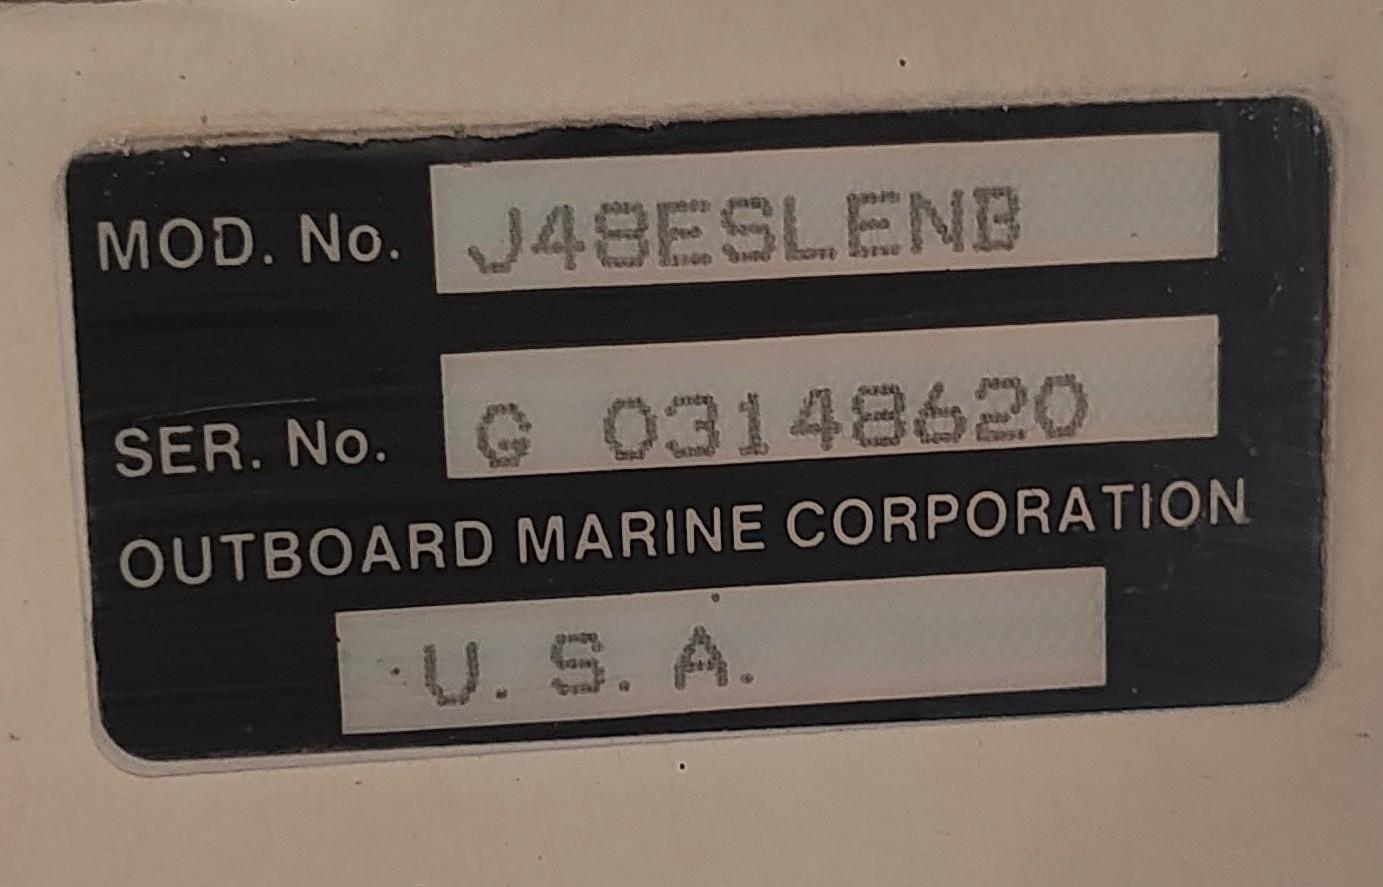 MOD. No. J48ESLENB
SER. No. G 03148620
OUTBOARD MARINE CORPORATION
U. S. A.